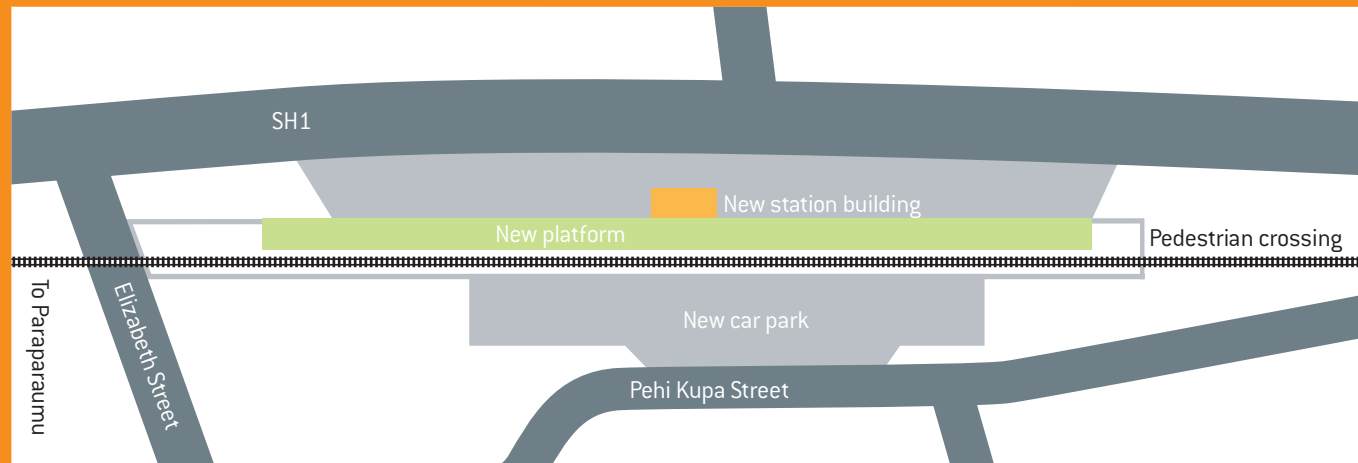 SH1
New station building
New platform
Pedestrian crossing
To Paraparaumu
Elizabeth Street
New car park
Pehi Kupa Street